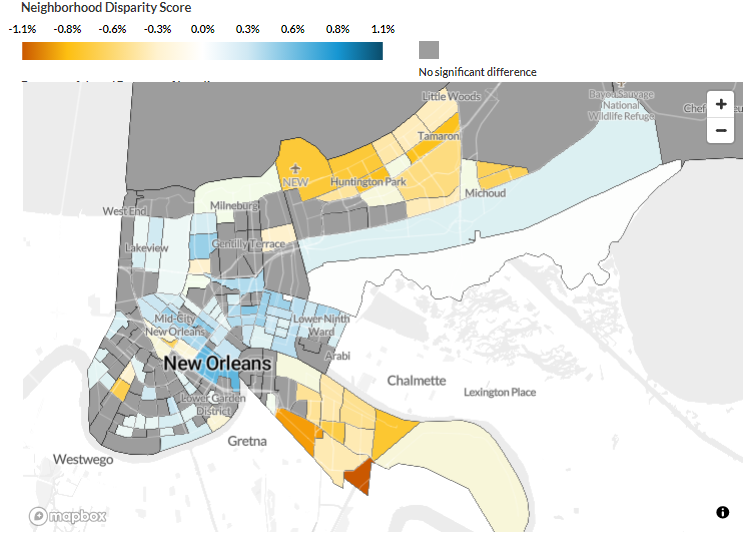 Neighborhood Disparity Score
-1.1% -0.8% -0.6% -0.3% 0.0% 0.3% 0.6% 0.8% 1.1%
No significant difference
Little Woods
Bayou Sauvage
National
Wildlife Refuge
Chef
Tamaron
NEW
Huntington Park
Michoud
West End
Milneburg
Lakeview
Gentilly Terrace
Mid-City
New Orleans
Lower Ninth
Ward
New Orleans
Arabi
Chalmette
Lexington Place
Lower Garden
District
Gretna
Westwego
mapbox
+
−
i